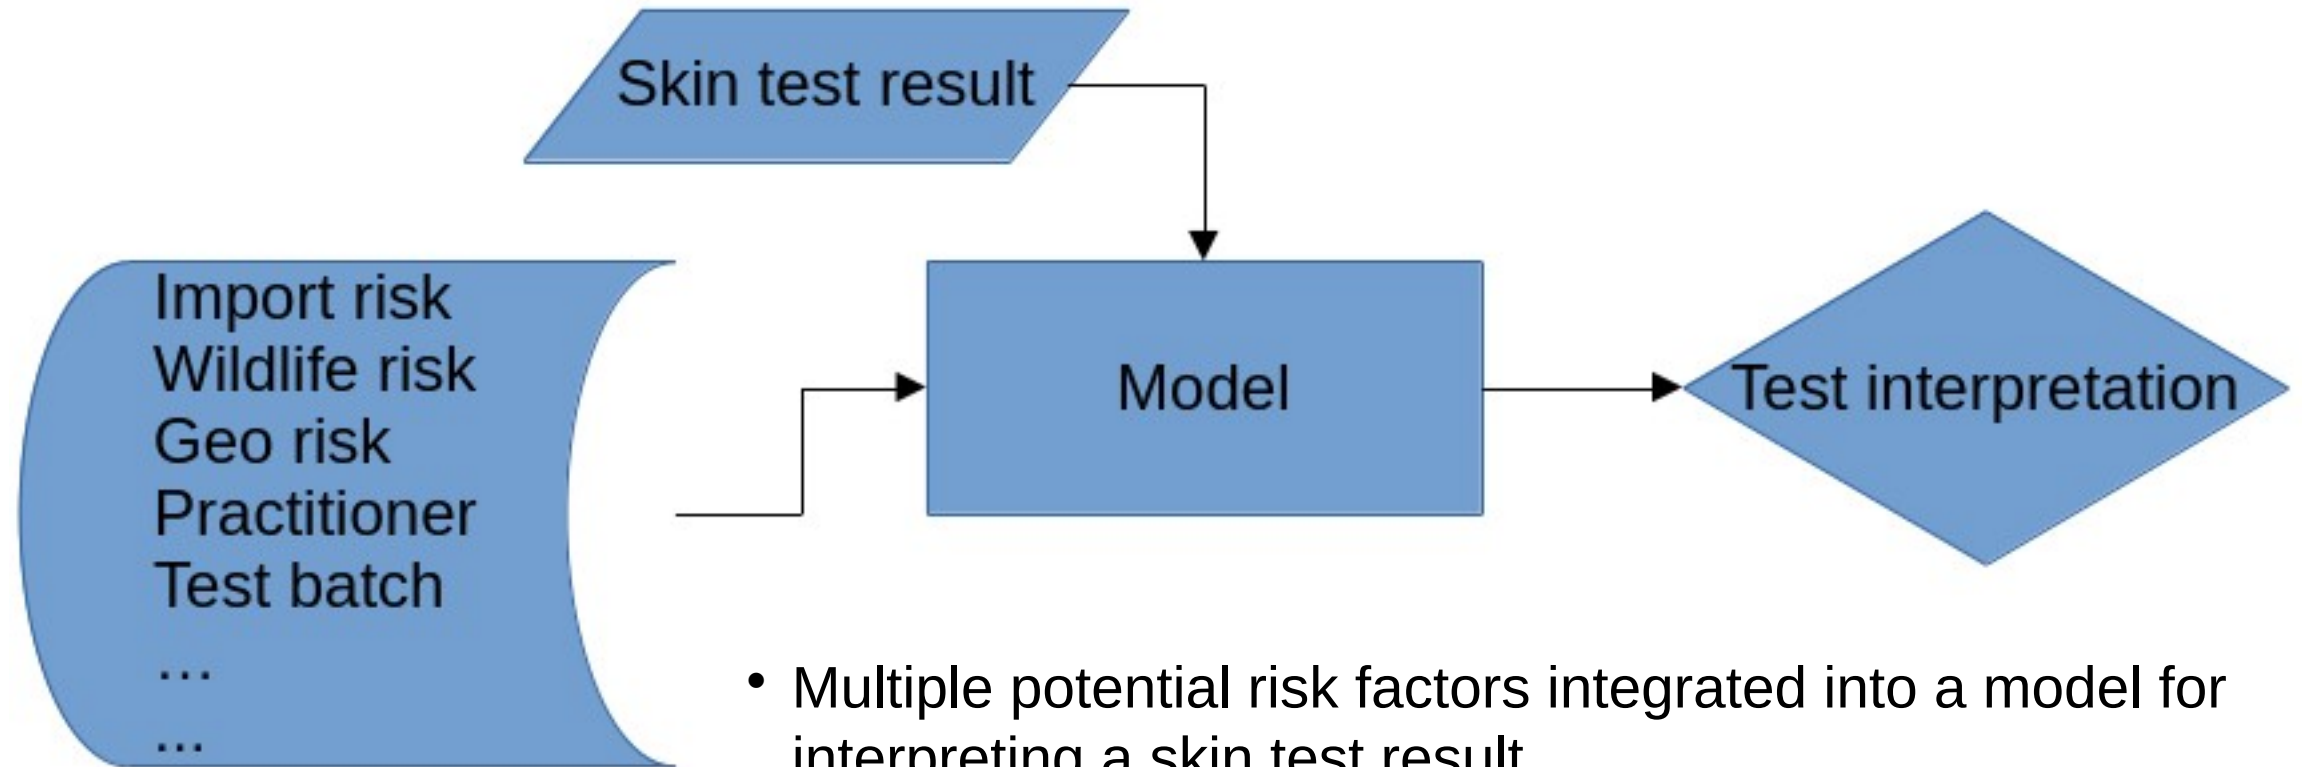 Skin test result
Import risk
Wildlife risk
Geo risk
Practitioner
Test batch
…
...
Model
Test interpretation
• Multiple potential risk factors integrated into a model for
interpreting a skin test result